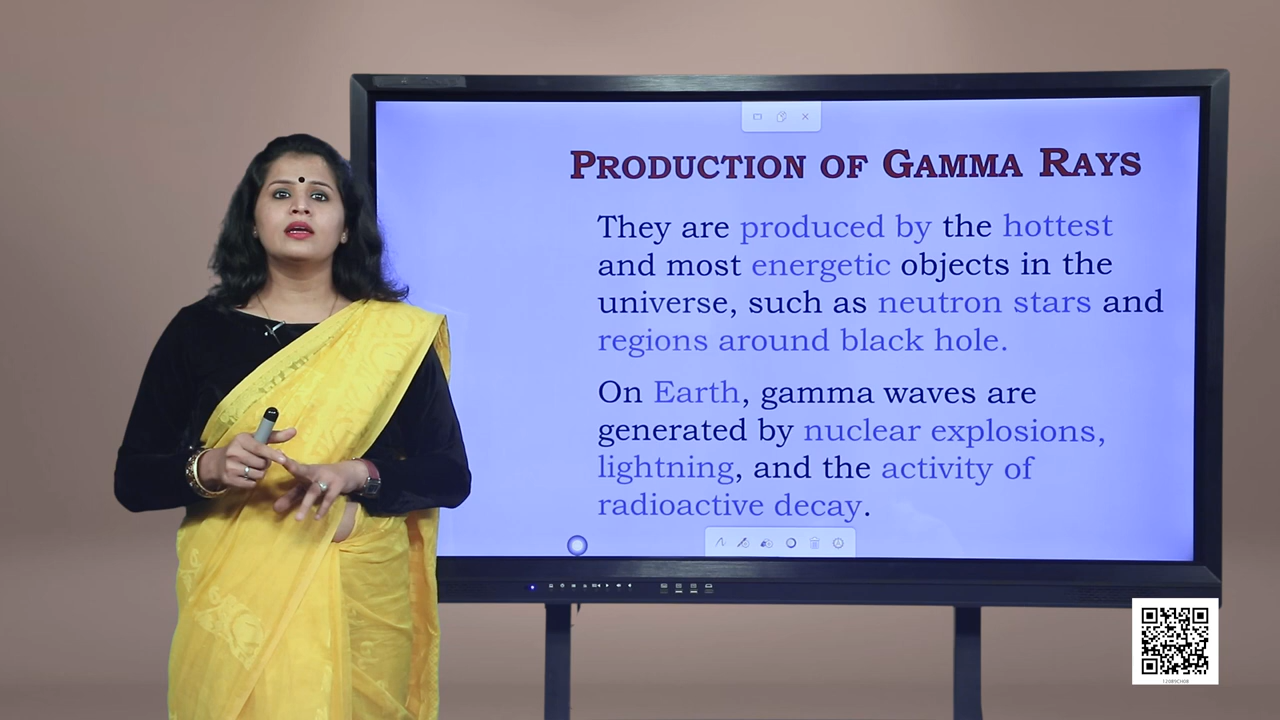 PRODUCTION OF GAMMA RAYS
They are produced by the hottest
and most energetic objects in the
universe, such as neutron stars and
regions around black hole.
On Earth, gamma waves are
generated by nuclear explosions,
lightning, and the activity of
radioactive decay.